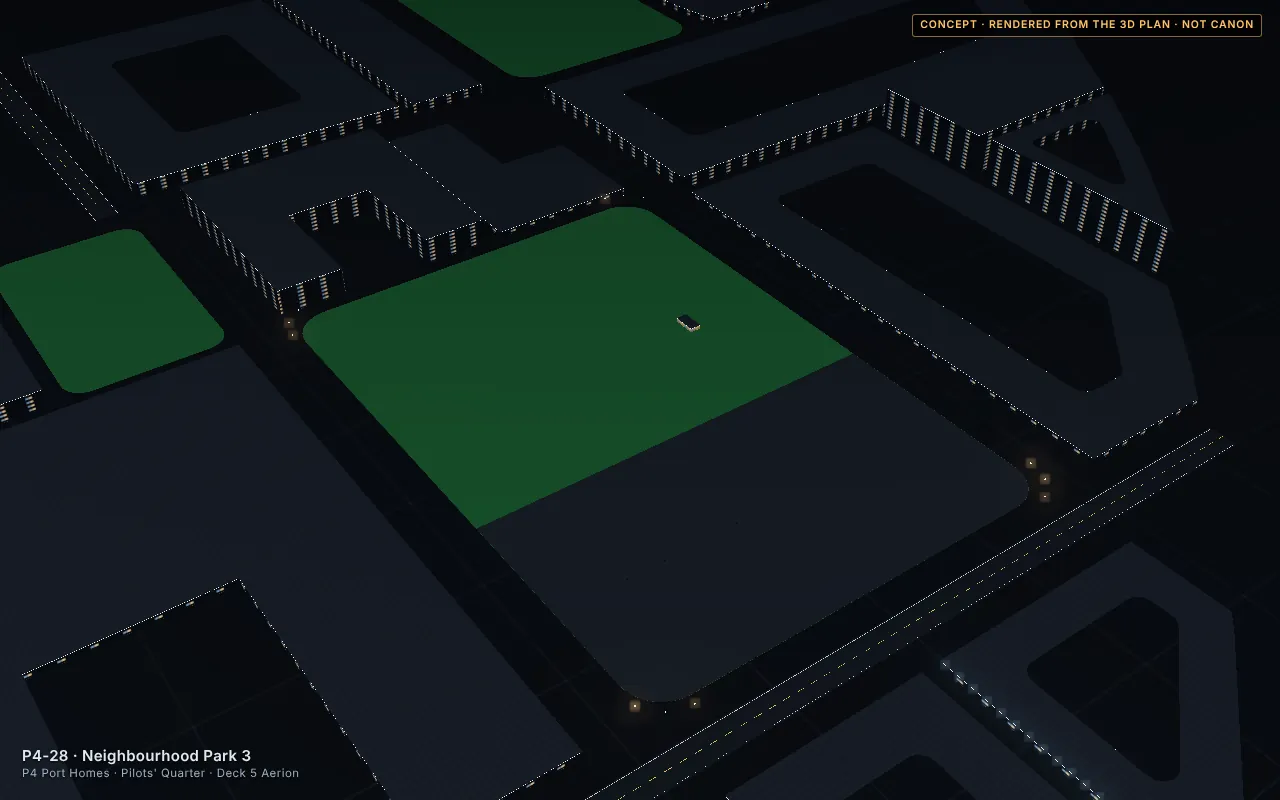 CONCEPT · RENDERED FROM THE 3D PLAN · NOT CANON
P4-28 · Neighbourhood Park 3
P4 Port Homes · Pilots' Quarter · Deck 5 Aerion